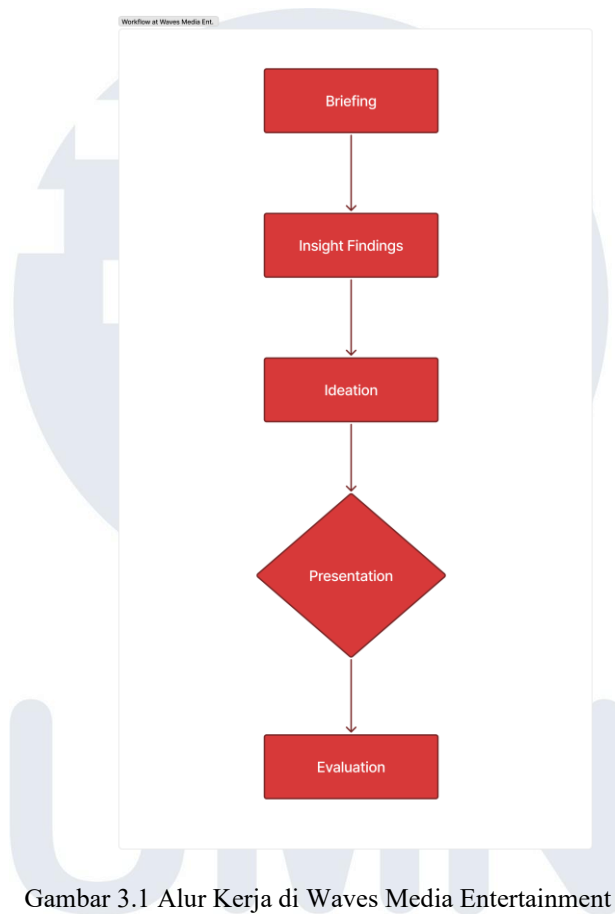 Workflow at Waves Media Ent.
Briefing
Insight Findings
Ideation
Presentation
Evaluation
UMN
Gambar 3.1 Alur Kerja di Waves Media Entertainment